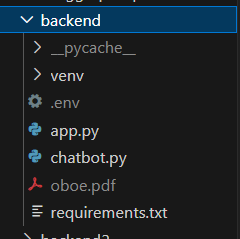 backend
__pycache__
venv
.env
app.py
chatbot.py
oboe.pdf
requirements.txt